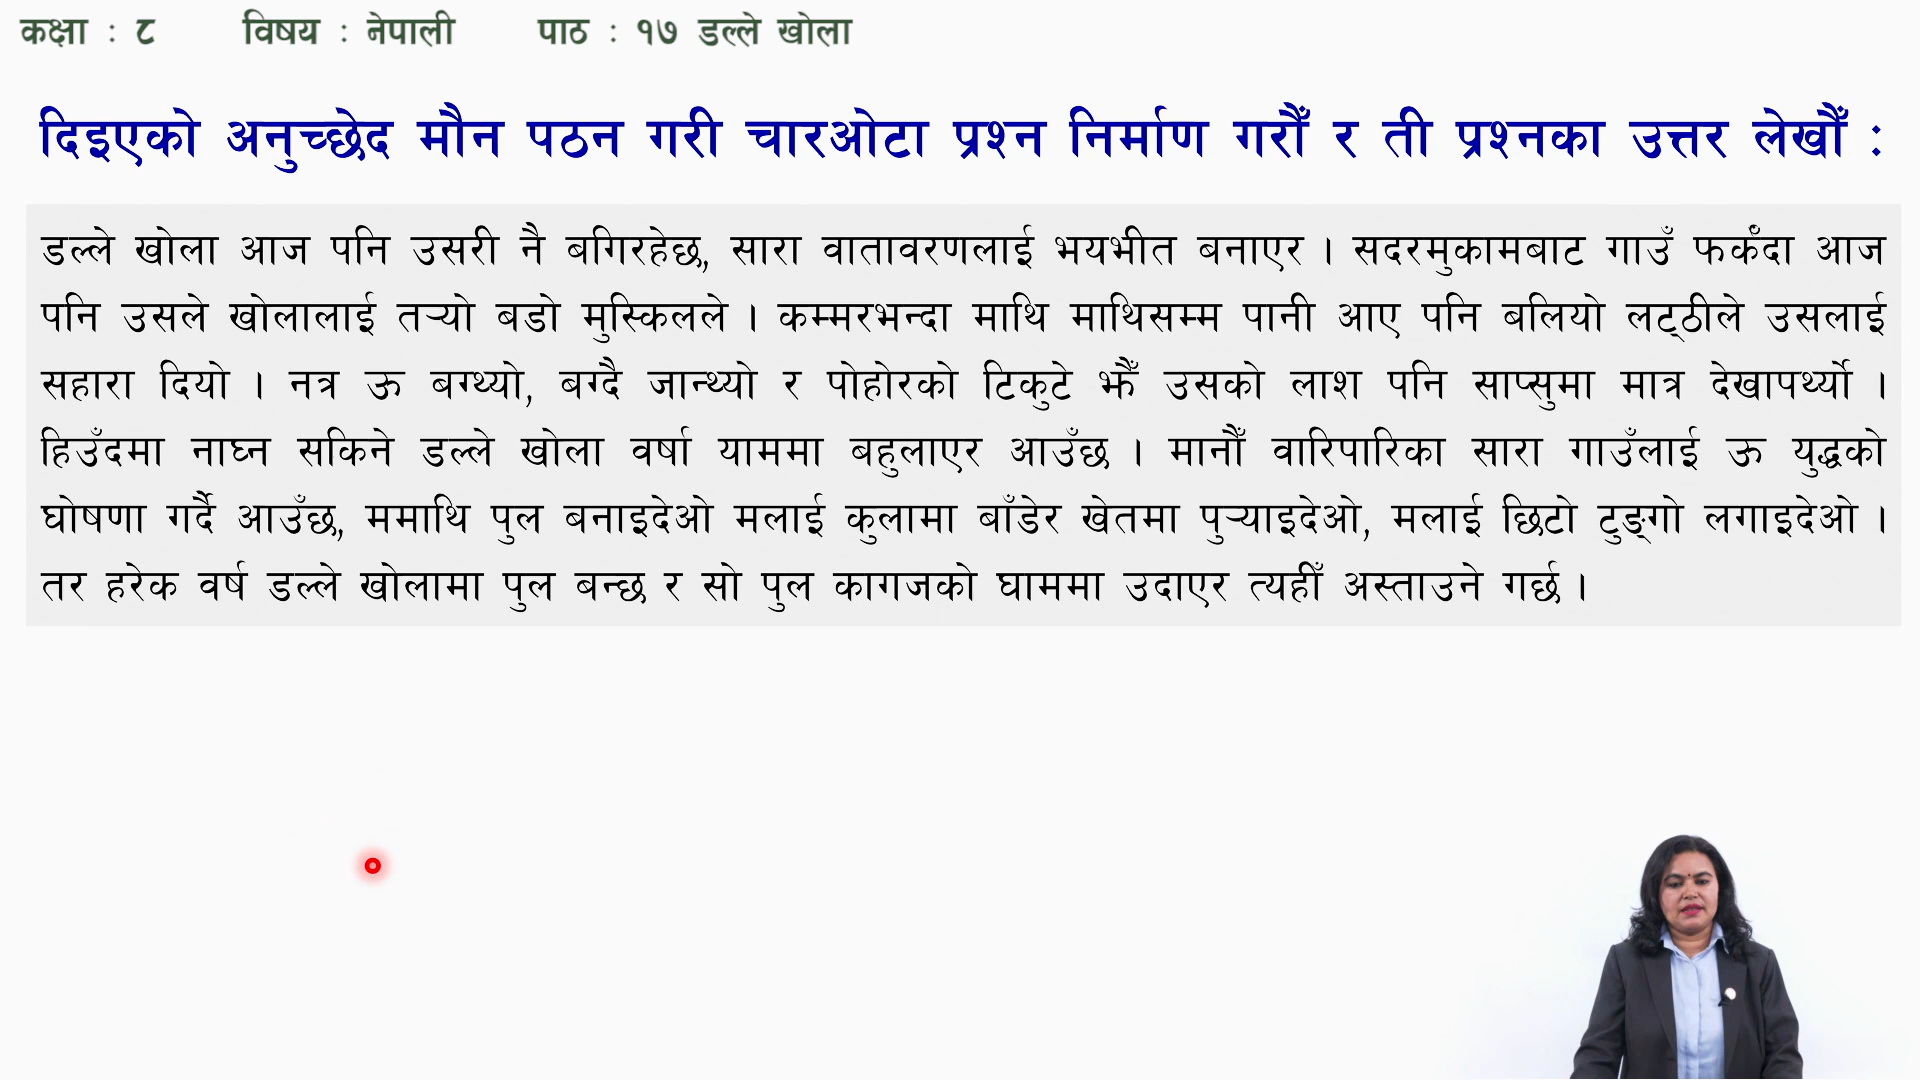 कक्षा : ८ विषय : नेपाली पाठ : १७ डल्ले खोला
दिइएको अनुच्छेद मौन पठन गरी चारओटा प्रश्न निर्माण गरौँ र ती प्रश्नका उत्तर लेखौँ :
डल्ले खोला आज पनि उसरी नै बगिरहेछ, सारा वातावरणलाई भयभीत बनाएर । सदरमुकामबाट गाउँ फर्कंदा आज
पनि उसले खोलालाई तऱ्यो बडो मुस्किलले । कम्मरभन्दा माथि माथिसम्म पानी आए पनि बलियो लट्ठीले उसलाई
सहारा दियो । नत्र ऊ बग्थ्यो, बग्दै जान्थ्यो र पोहोरको टिकुटे झैँ उसको लाश पनि साप्सुमा मात्र देखापर्थ्यो ।
हिउँदमा नाघ्न सकिने डल्ले खोला वर्षा याममा बहुलाएर आउँछ । मानौँ वारिपारिका सारा गाउँलाई ऊ युद्धको
घोषणा गर्दै आउँछ, ममाथि पुल बनाइदेओ मलाई कुलामा बाँडेर खेतमा पुऱ्याइदेओ, मलाई छिटो टुङ्गो लगाइदेओ ।
तर हरेक वर्ष डल्ले खोलामा पुल बन्छ र सो पुल कागजको घाममा उदाएर त्यहीँ अस्ताउने गर्छ ।